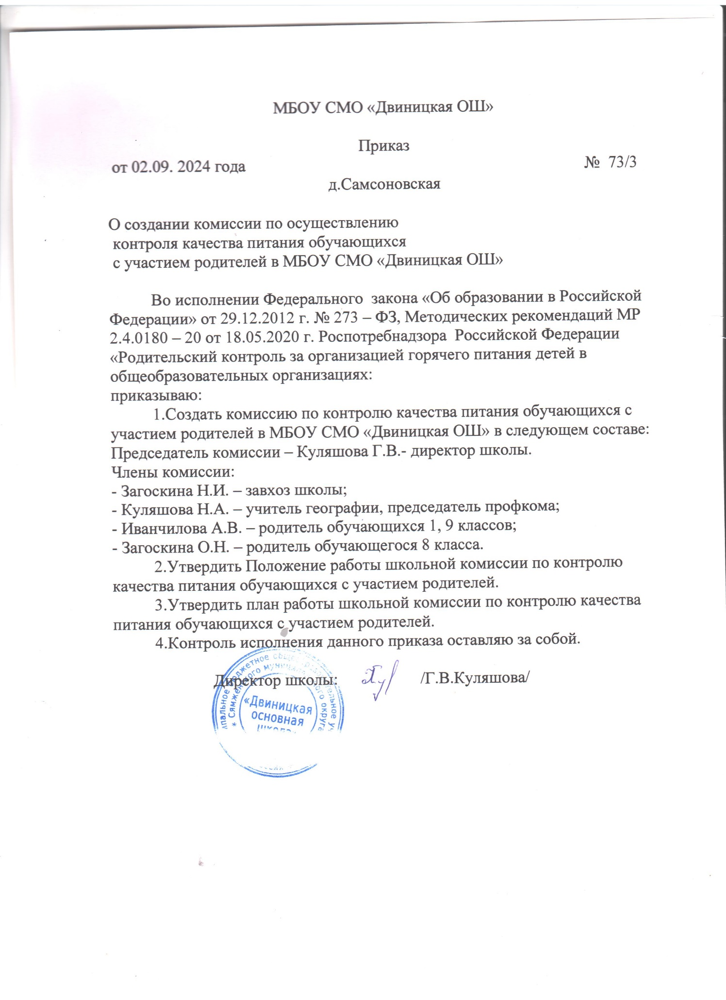 МБОУ СМО «Двиницкая ОШ»
Приказ
от 02.09. 2024 года № 73/3
д.Самсоновская
О создании комиссии по осуществлению
контроля качества питания обучающихся
с участием родителей в МБОУ СМО «Двиницкая ОШ»
Во исполнении Федерального закона «Об образовании в Российской
Федерации» от 29.12.2012 г. № 273 – ФЗ, Методических рекомендаций МР
2.4.0180 – 20 от 18.05.2020 г. Роспотребнадзора Российской Федерации
«Родительский контроль за организацией горячего питания детей в
общеобразовательных организациях:
приказываю:
1.Создать комиссию по контролю качества питания обучающихся с
участием родителей в МБОУ СМО «Двиницкая ОШ» в следующем составе:
Председатель комиссии – Куляшова Г.В.- директор школы.
Члены комиссии:
- Загоскина Н.И. – завхоз школы;
- Куляшова Н.А. – учитель географии, председатель профкома;
- Иванчилова А.В. – родитель обучающихся 1, 9 классов;
- Загоскина О.Н. – родитель обучающегося 8 класса.
2.Утвердить Положение работы школьной комиссии по контролю
качества питания обучающихся с участием родителей.
3.Утвердить план работы школьной комиссии по контролю качества
питания обучающихся с участием родителей.
4.Контроль исполнения данного приказа оставляю за собой.
Директор школы: /Г.В.Куляшова/
«Двиницкая
основная